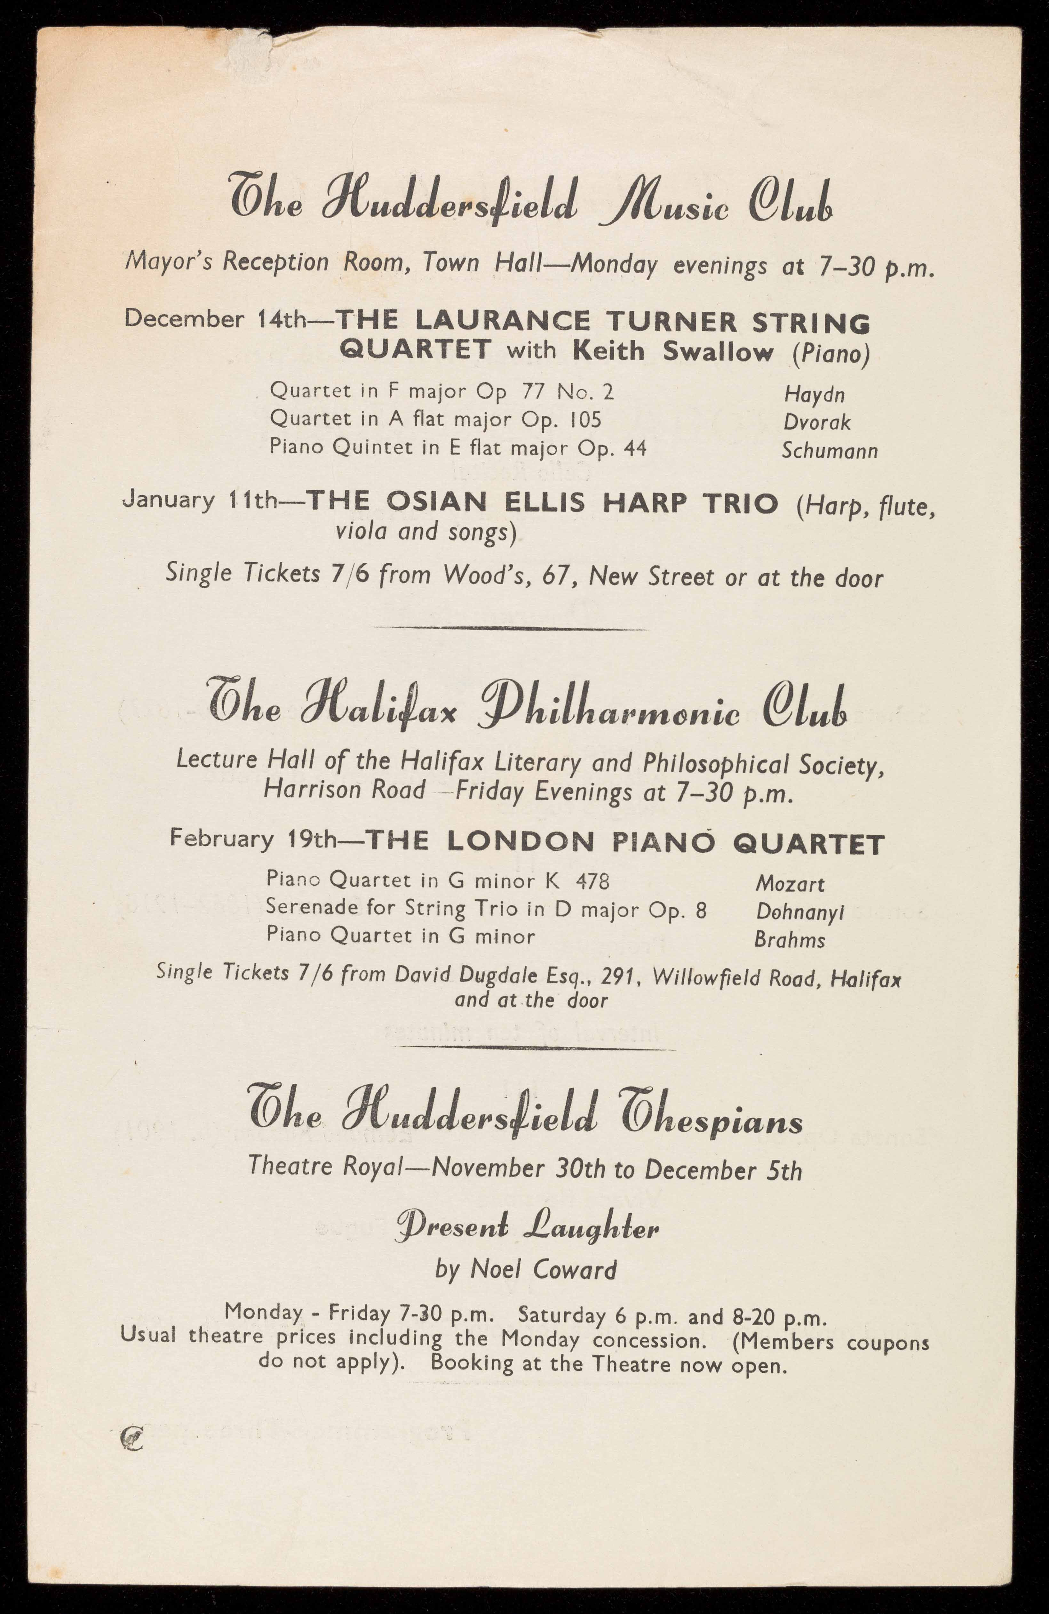 The Huddersfield Music Club
Mayor's Reception Room, Town Hall—Monday evenings at 7–30 p.m.
December 14th—THE LAURANCE TURNER STRING
QUARTET with Keith Swallow (Piano)
Quartet in F major Op 77 No. 2 Haydn
Quartet in A flat major Op. 105 Dvorak
Piano Quintet in E flat major Op. 44 Schumann
January 11th—THE OSIAN ELLIS HARP TRIO (Harp, flute,
viola and songs)
Single Tickets 7/6 from Wood's, 67, New Street or at the door
The Halifax Philharmonic Club
Lecture Hall of the Halifax Literary and Philosophical Society,
Harrison Road —Friday Evenings at 7–30 p.m.
February 19th—THE LONDON PIANO QUARTET
Piano Quartet in G minor K 478 Mozart
Serenade for String Trio in D major Op. 8 Dohnanyi
Piano Quartet in G minor Brahms
Single Tickets 7/6 from David Dugdale Esq., 291, Willowfield Road, Halifax
and at the door
The Huddersfield Thespians
Theatre Royal—November 30th to December 5th
Present Laughter
by Noel Coward
Monday - Friday 7-30 p.m. Saturday 6 p.m. and 8-20 p.m.
Usual theatre prices including the Monday concession. (Members coupons
do not apply). Booking at the Theatre now open.